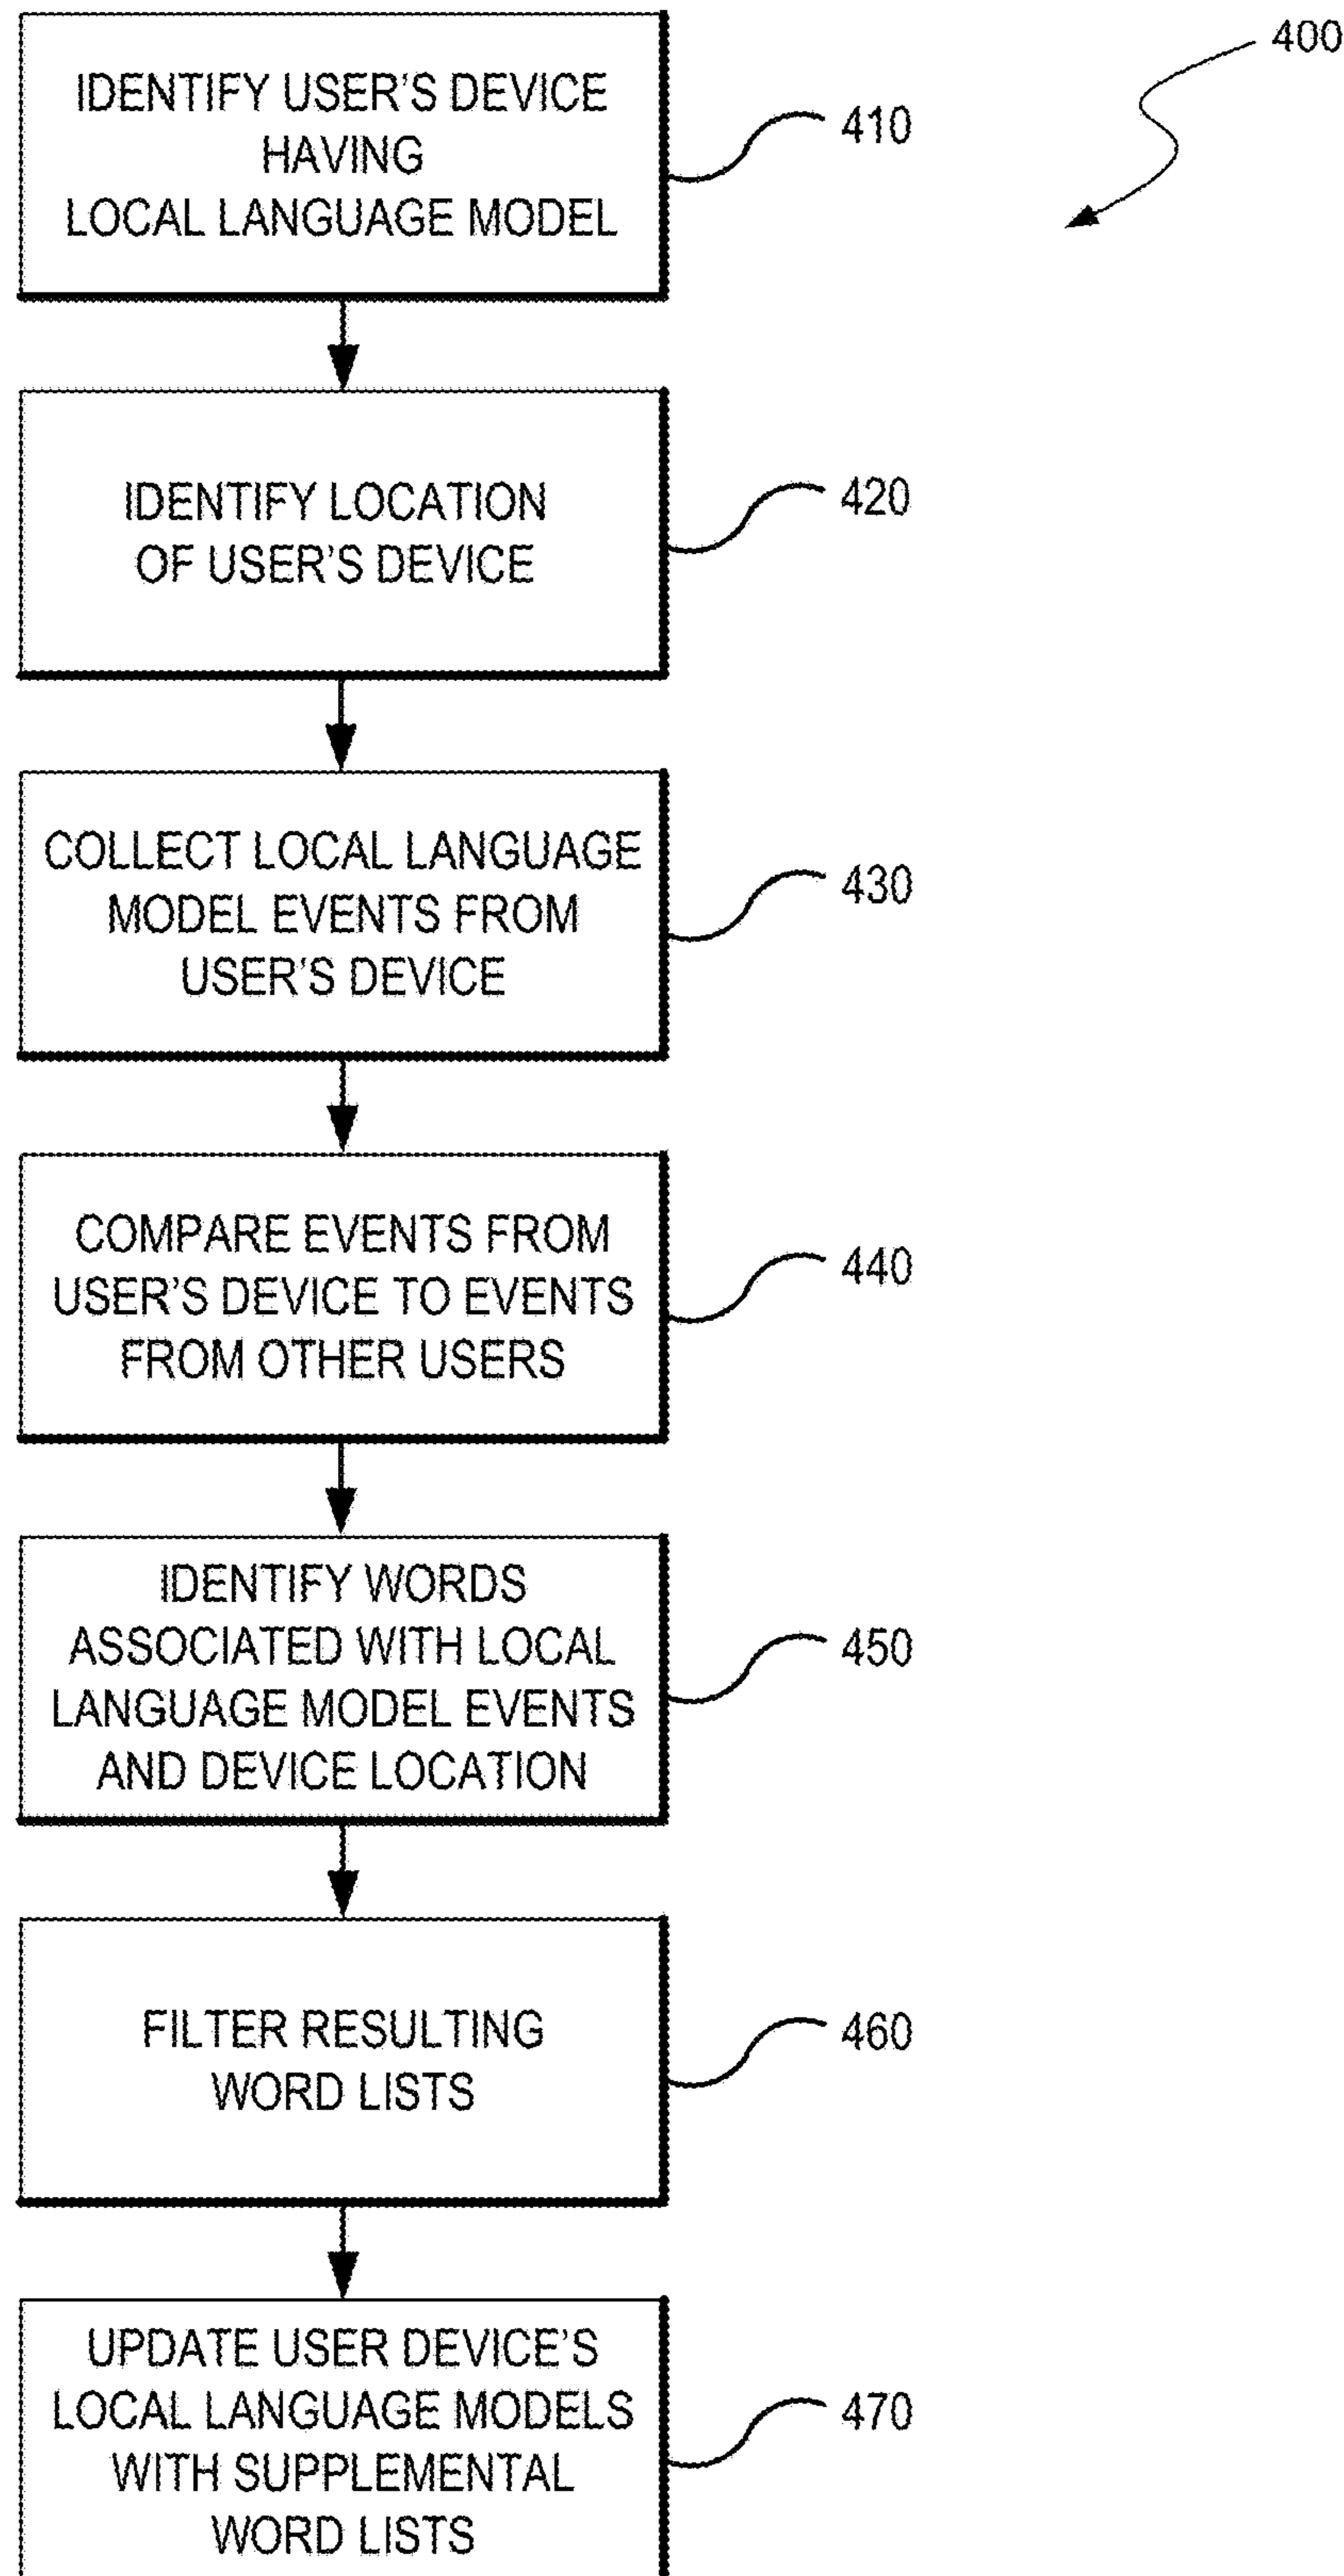 400
IDENTIFY USER'S DEVICE
HAVING
LOCAL LANGUAGE MODEL
410
IDENTIFY LOCATION
OF USER'S DEVICE
420
COLLECT LOCAL LANGUAGE
MODEL EVENTS FROM
USER'S DEVICE
430
COMPARE EVENTS FROM
USER'S DEVICE TO EVENTS
FROM OTHER USERS
440
IDENTIFY WORDS
ASSOCIATED WITH LOCAL
LANGUAGE MODEL EVENTS
AND DEVICE LOCATION
450
FILTER RESULTING
WORD LISTS
460
UPDATE USER DEVICE'S
LOCAL LANGUAGE MODELS
WITH SUPPLEMENTAL
WORD LISTS
470